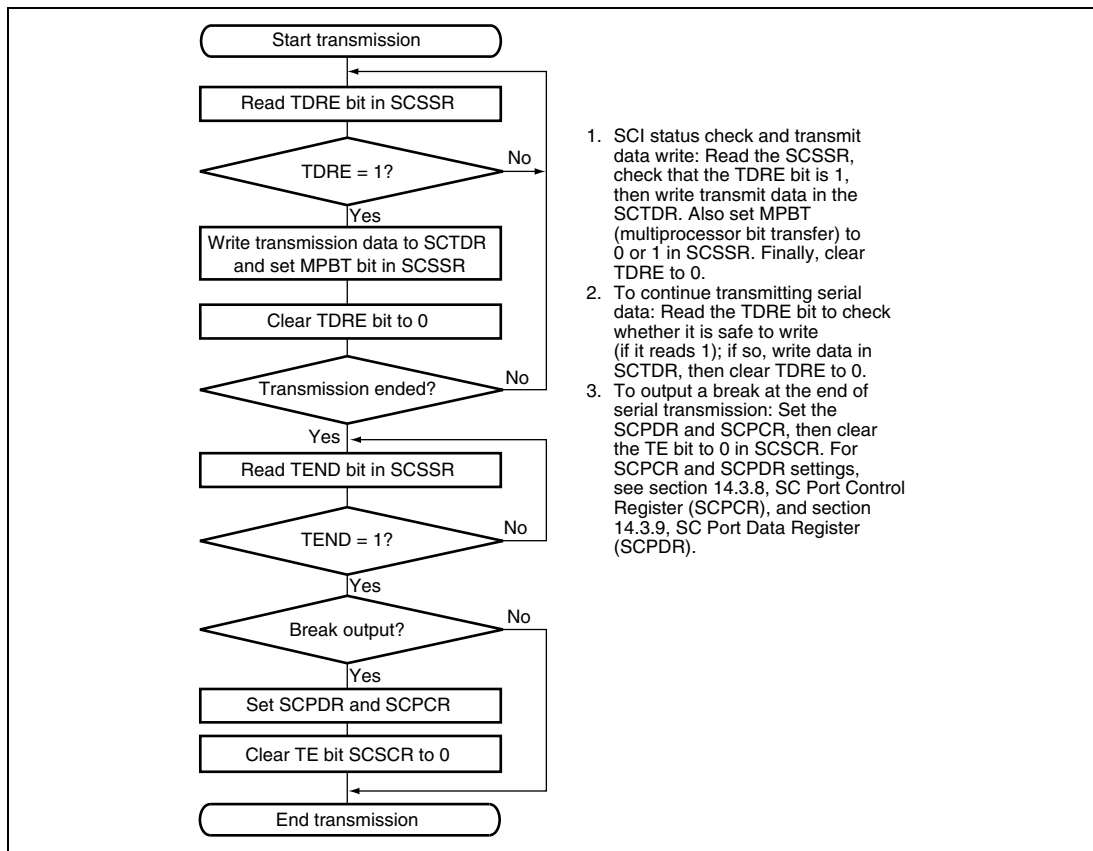 Start transmission
Read TDRE bit in SCSSR
TDRE = 1?
No
Yes
Write transmission data to SCTDR
and set MPBT bit in SCSSR
Clear TDRE bit to 0
Transmission ended?
No
Yes
Read TEND bit in SCSSR
TEND = 1?
No
Yes
Break output?
No
Yes
Set SCPDR and SCPCR
Clear TE bit SCSCR to 0
End transmission
1. SCI status check and transmit
data write: Read the SCSSR,
check that the TDRE bit is 1,
then write transmit data in the
SCTDR. Also set MPBT
(multiprocessor bit transfer) to
0 or 1 in SCSSR. Finally, clear
TDRE to 0.
2. To continue transmitting serial
data: Read the TDRE bit to check
whether it is safe to write
(if it reads 1); if so, write data in
SCTDR, then clear TDRE to 0.
3. To output a break at the end of
serial transmission: Set the
SCPDR and SCPCR, then clear
the TE bit to 0 in SCSCR. For
SCPCR and SCPDR settings,
see section 14.3.8, SC Port Control
Register (SCPCR), and section
14.3.9, SC Port Data Register
(SCPDR).